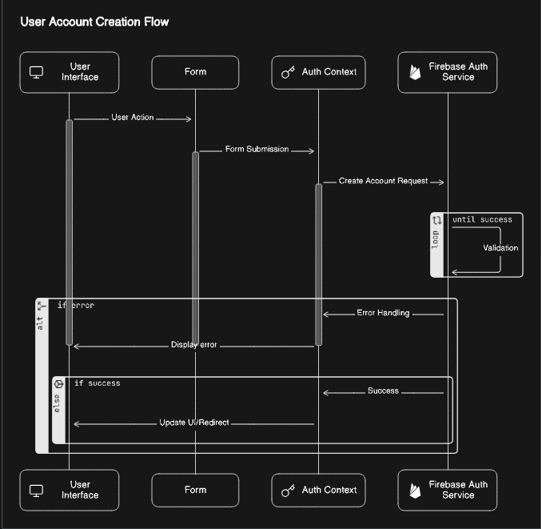 User Account Creation Flow
User
Interface
Form
Auth Context
Firebase Auth
Service
User Action
Form Submission
Create Account Request
loop
until success
Validation
alt
if error
Error Handling
Display error
else
if success
Success
Update UI/Redirect
User
Interface
Form
Auth Context
Firebase Auth
Service